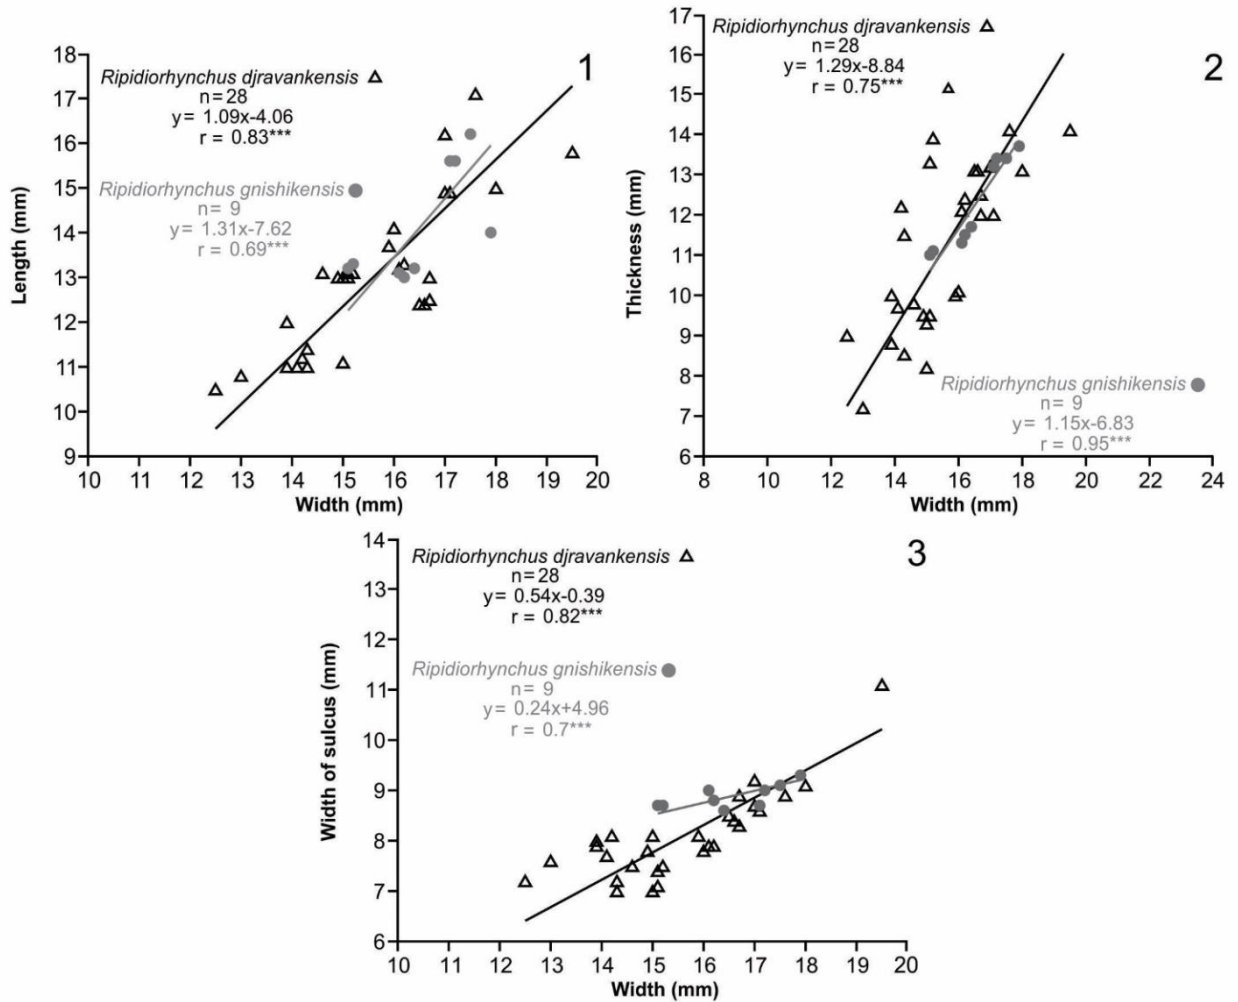 1
18
17
16
15
14
13
12
11
10
9
Length (mm)
Ripidiorhynchus djravankensis
n=28
y= 1.09x-4.06
r = 0.83***
Ripidiorhynchus gnishikensis
n= 9
y= 1.31x-7.62
r = 0.69***
10 11 12 13 14 15 16 17 18 19 20
Width (mm)
2
17
16
15
14
13
12
11
10
9
8
7
6
Thickness (mm)
Ripidiorhynchus djravankensis
n=28
y= 1.29x-8.84
r = 0.75***
Ripidiorhynchus gnishikensis
n= 9
y= 1.15x-6.83
r = 0.95***
8 10 12 14 16 18 20 22 24
Width (mm)
3
14
13
12
11
10
9
8
7
6
Width of sulcus (mm)
Ripidiorhynchus djravankensis
n=28
y= 0.54x-0.39
r = 0.82***
Ripidiorhynchus gnishikensis
n= 9
y= 0.24x+4.96
r = 0.7***
10 11 12 13 14 15 16 17 18 19 20
Width (mm)